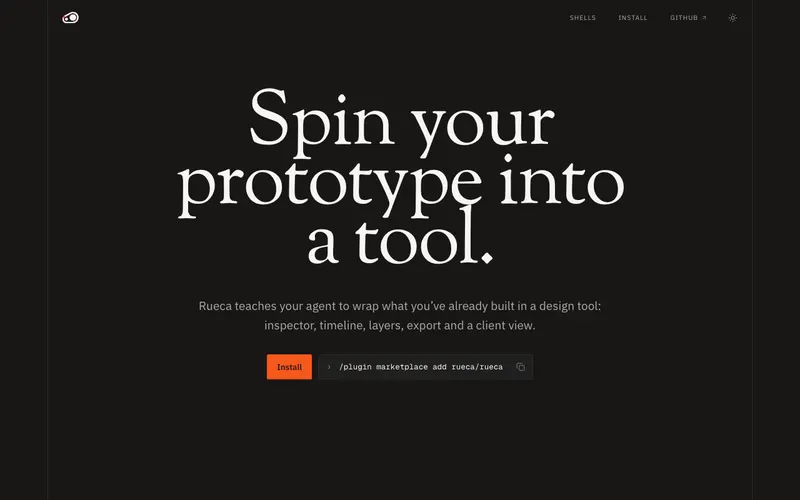 SHELLS INSTALL GITHUB ↗
Spin your
prototype into
a tool.
Rueca teaches your agent to wrap what you’ve already built in a design tool:
inspector, timeline, layers, export and a client view.
Install › /plugin marketplace add rueca/rueca